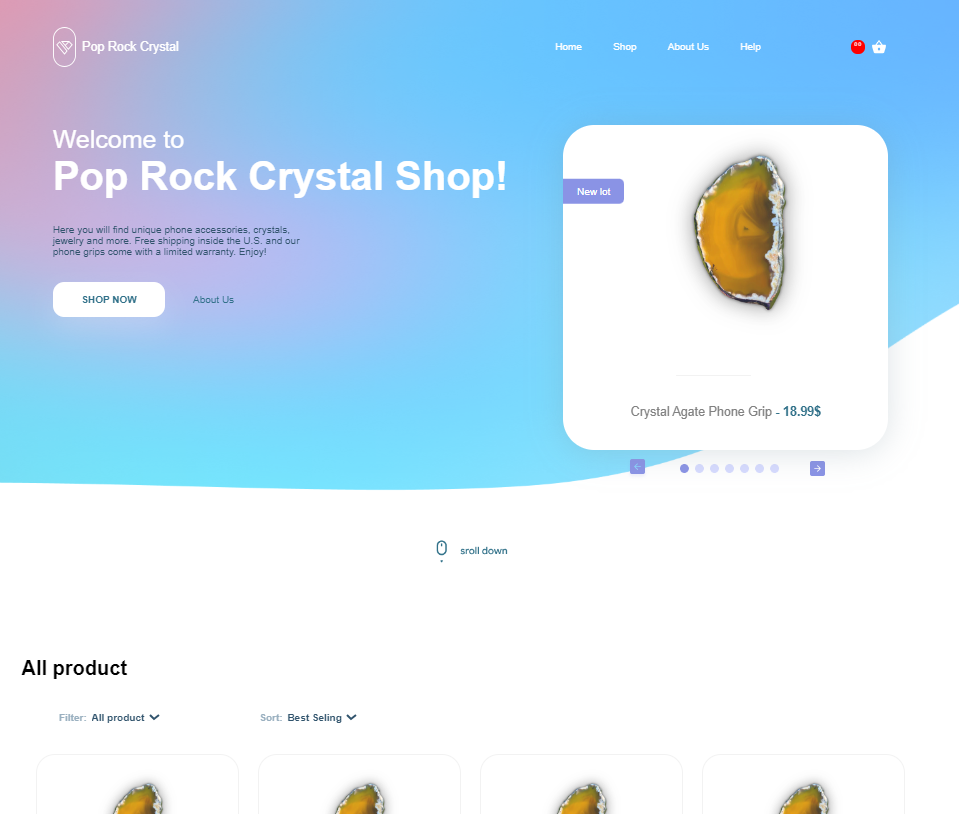 Pop Rock Crystal
Home
Shop
About Us
Help
Welcome to
Pop Rock Crystal Shop!
Here you will find unique phone accessories, crystals,
jewelry and more. Free shipping inside the U.S. and our
phone grips come with a limited warranty. Enjoy!
SHOP NOW
About Us
New lot
Crystal Agate Phone Grip - 18.99$
sroll down
All product
Filter: All product
Sort: Best Seling